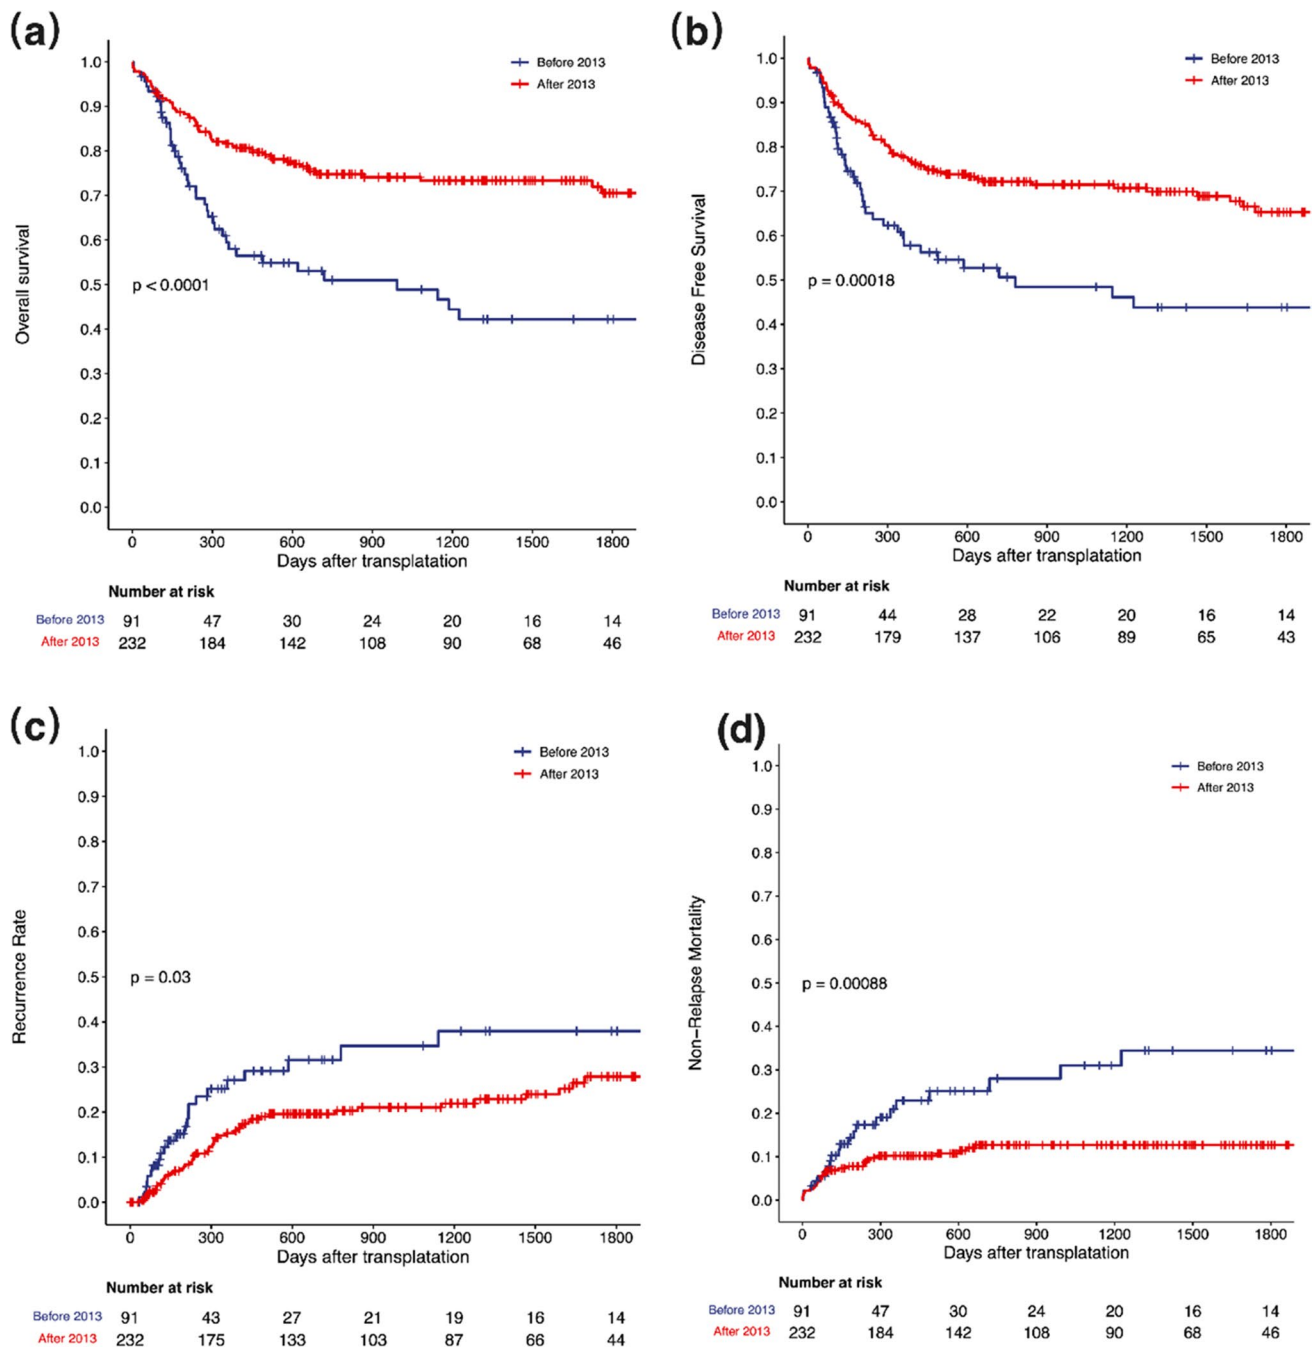 (a)
Overall survival
1.0
0.9
0.8
0.7
0.6
0.5
0.4
0.3
0.2
0.1
0.0
Before 2013
After 2013
p < 0.0001
0 300 600 900 1200 1500 1800
Days after transplatation
Number at risk
Before 2013 91 47 30 24 20 16 14
After 2013 232 184 142 108 90 68 46
(b)
Disease Free Survival
1.0
0.9
0.8
0.7
0.6
0.5
0.4
0.3
0.2
0.1
0.0
Before 2013
After 2013
p = 0.00018
0 300 600 900 1200 1500 1800
Days after transplatation
Number at risk
Before 2013 91 44 28 22 20 16 14
After 2013 232 179 137 106 89 65 43
(c)
Recurrence Rate
1.0
0.9
0.8
0.7
0.6
0.5
0.4
0.3
0.2
0.1
0.0
Before 2013
After 2013
p = 0.03
0 300 600 900 1200 1500 1800
Days after transplatation
Number at risk
Before 2013 91 43 27 21 19 16 14
After 2013 232 175 133 103 87 66 44
(d)
Non-Relapse Mortality
1.0
0.9
0.8
0.7
0.6
0.5
0.4
0.3
0.2
0.1
0.0
Before 2013
After 2013
p = 0.00088
0 300 600 900 1200 1500 1800
Days after transplatation
Number at risk
Before 2013 91 47 30 24 20 16 14
After 2013 232 184 142 108 90 68 46